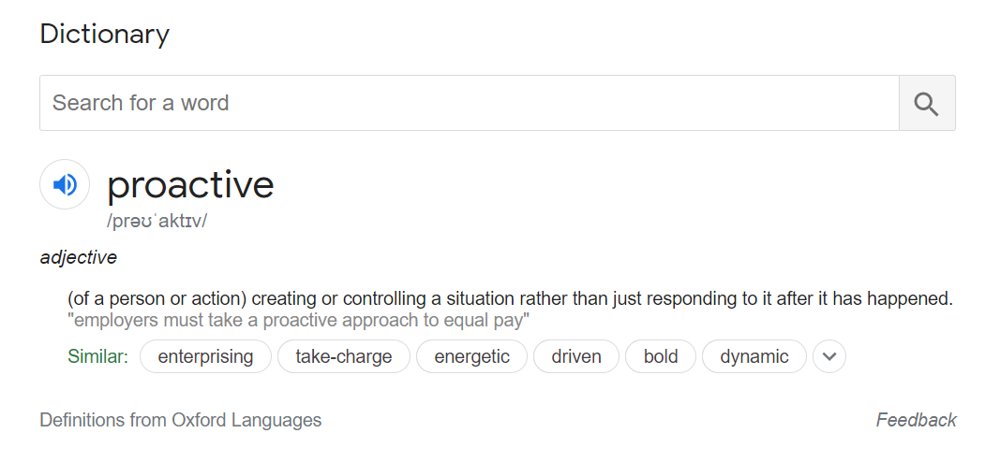 Dictionary
Search for a word
proactive
/prəʊˈaktɪv/
adjective
(of a person or action) creating or controlling a situation rather than just responding to it after it has happened.
"employers must take a proactive approach to equal pay"
Similar: enterprising take-charge energetic driven bold dynamic
Definitions from Oxford Languages Feedback